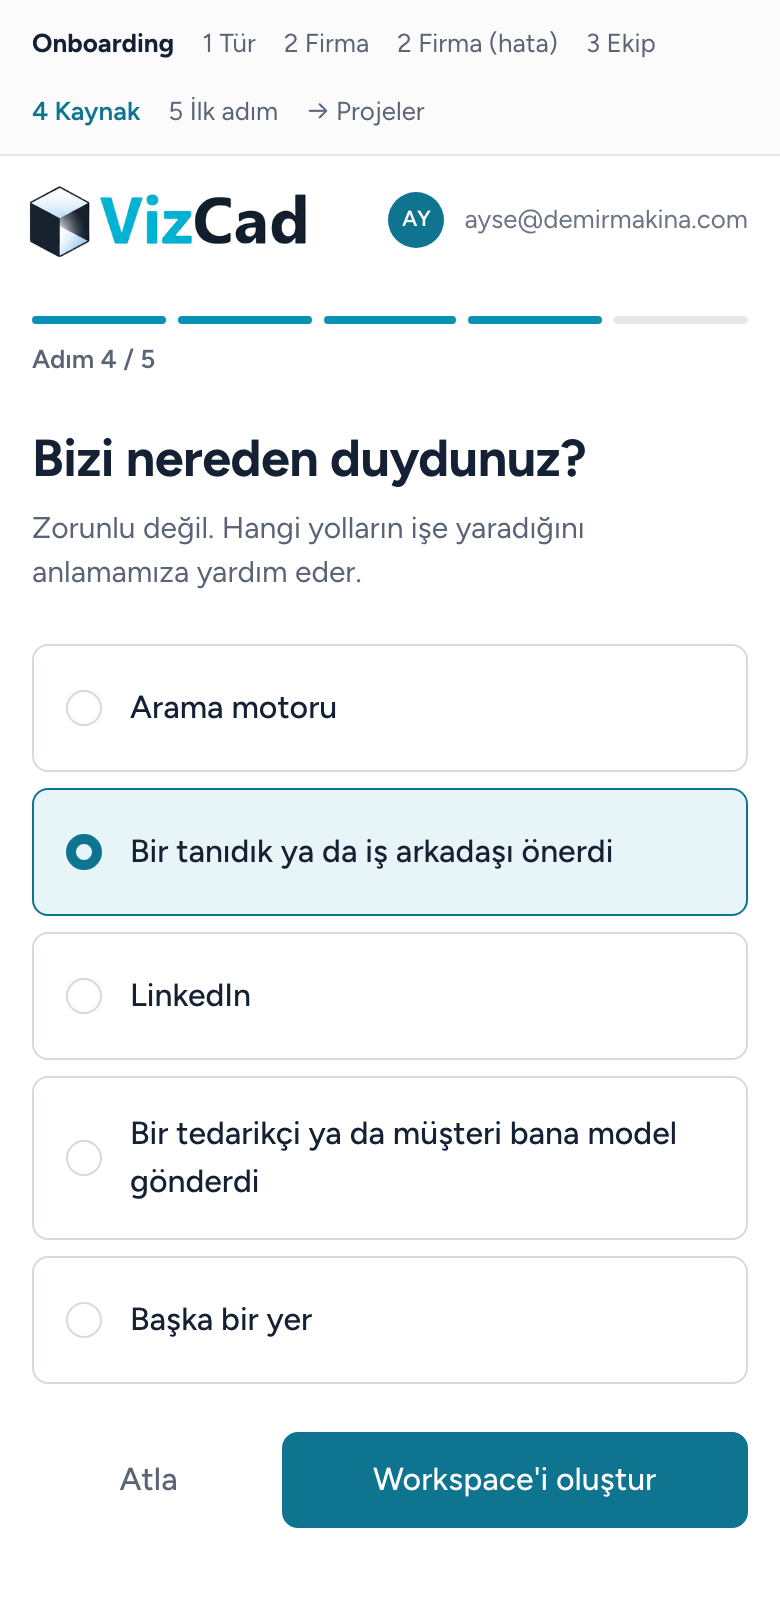 Onboarding 1 Tür 2 Firma 2 Firma (hata) 3 Ekip
4 Kaynak 5 İlk adım → Projeler
VizCad AY ayse@demirmakina.com
Adım 4 / 5
Bizi nereden duydunuz?
Zorunlu değil. Hangi yolların işe yaradığını
anlamamıza yardım eder.
Arama motoru
Bir tanıdık ya da iş arkadaşı önerdi
LinkedIn
Bir tedarikçi ya da müşteri bana model
gönderdi
Başka bir yer
Atla Workspace'i oluştur